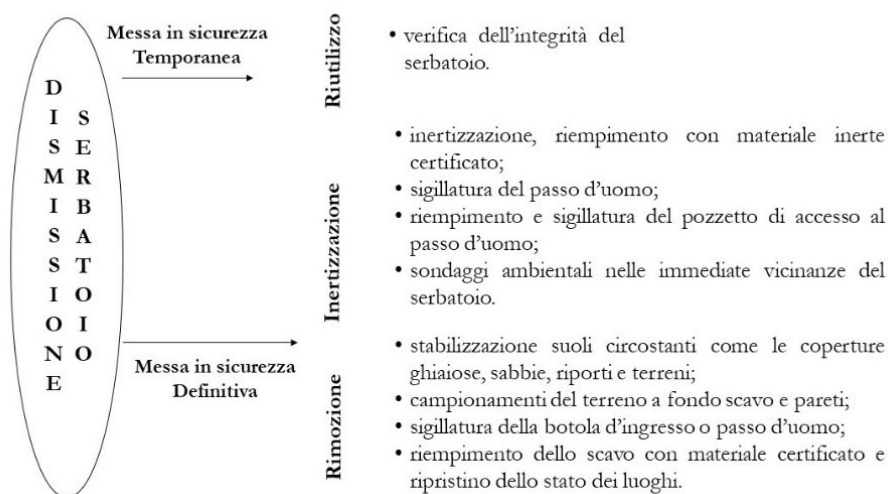 DISMISSIONE
SERBATOIO
Messa in sicurezza
Temporanea
Riutilizzo
• verifica dell'integrità del
serbatoio.
Inertizzazione
• inertizzazione, riempimento con materiale inerte
certificato;
• sigillatura del passo d'uomo;
• riempimento e sigillatura del pozzetto di accesso al
passo d'uomo;
• sondaggi ambientali nelle immediate vicinanze del
serbatoio.
Messa in sicurezza
Definitiva
Rimozione
• stabilizzazione suoli circostanti come le coperture
ghiaiose, sabbie, riporti e terreni;
• campionamenti del terreno a fondo scavo e pareti;
• sigillatura della botola d'ingresso o passo d'uomo;
• riempimento dello scavo con materiale certificato e
ripristino dello stato dei luoghi.